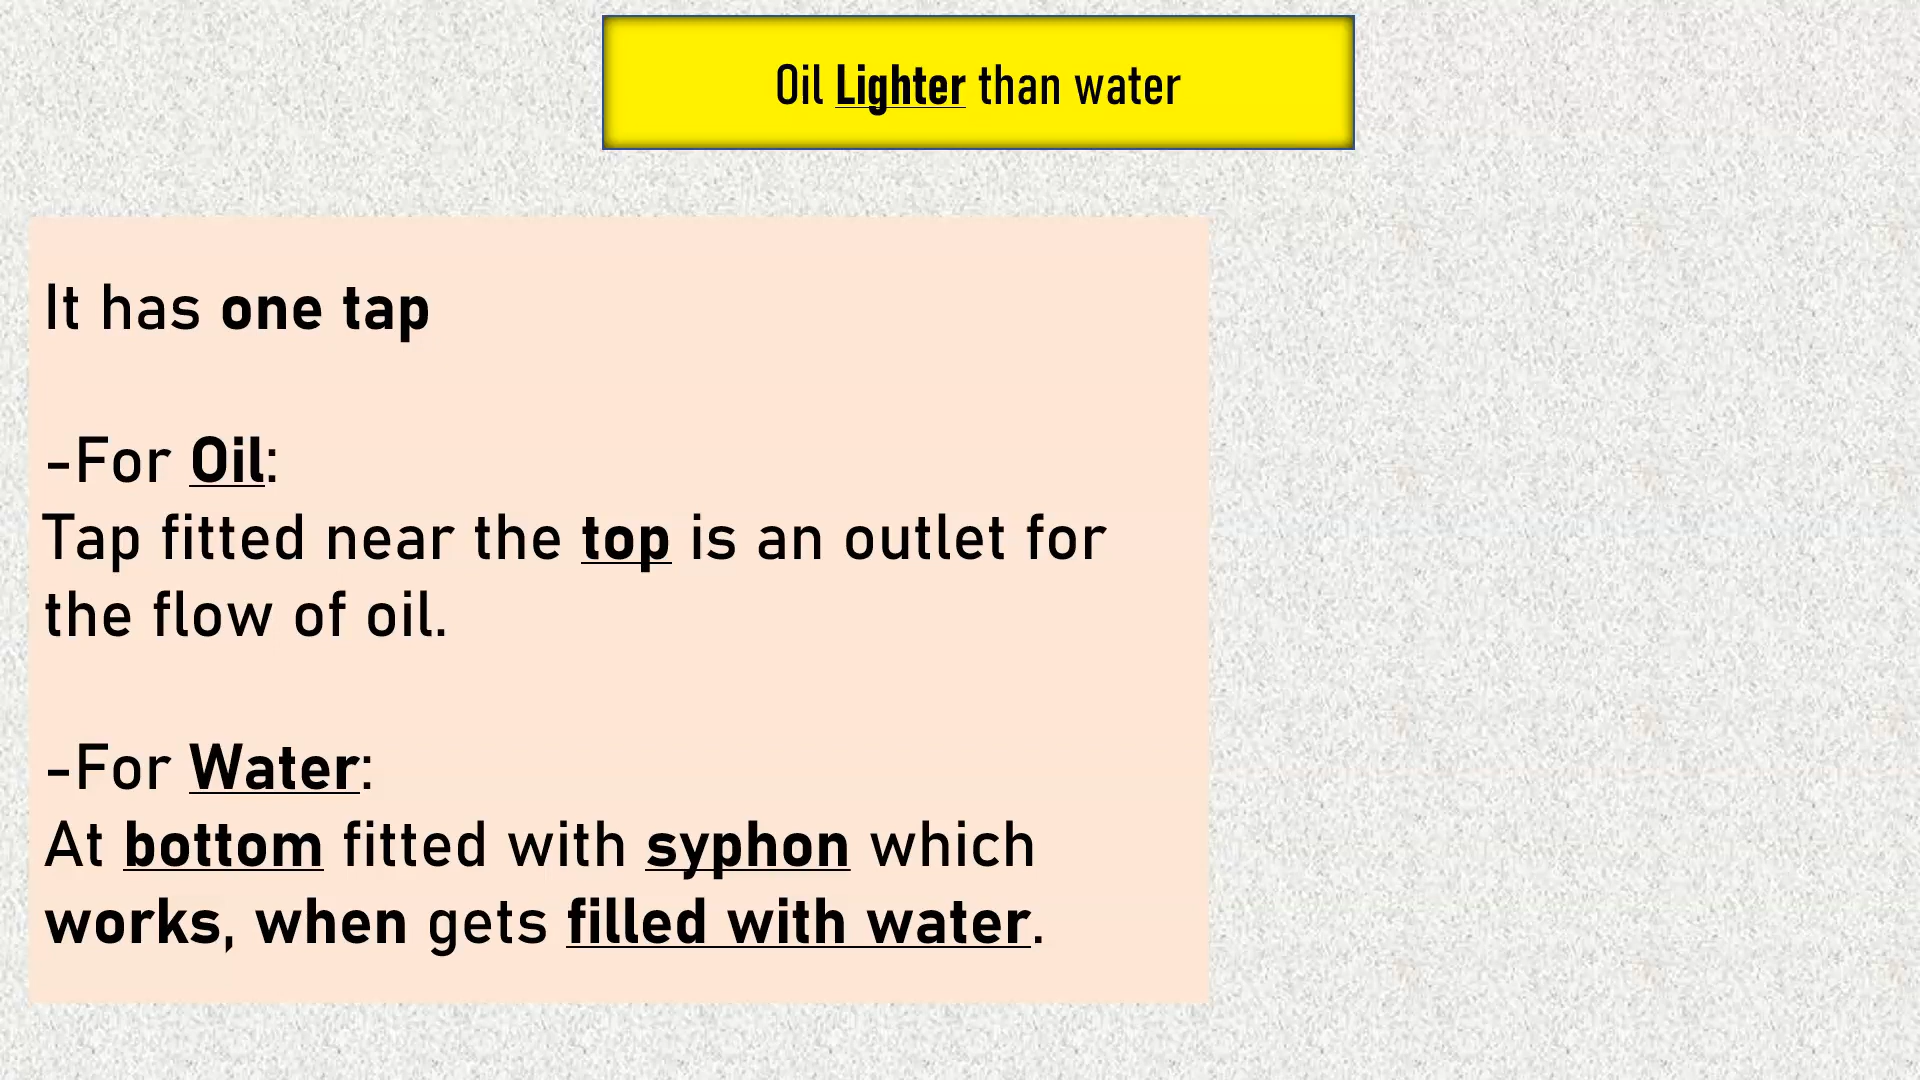 Oil Lighter than water
It has one tap
-For Oil:
Tap fitted near the top is an outlet for
the flow of oil.
-For Water:
At bottom fitted with syphon which
works, when gets filled with water.